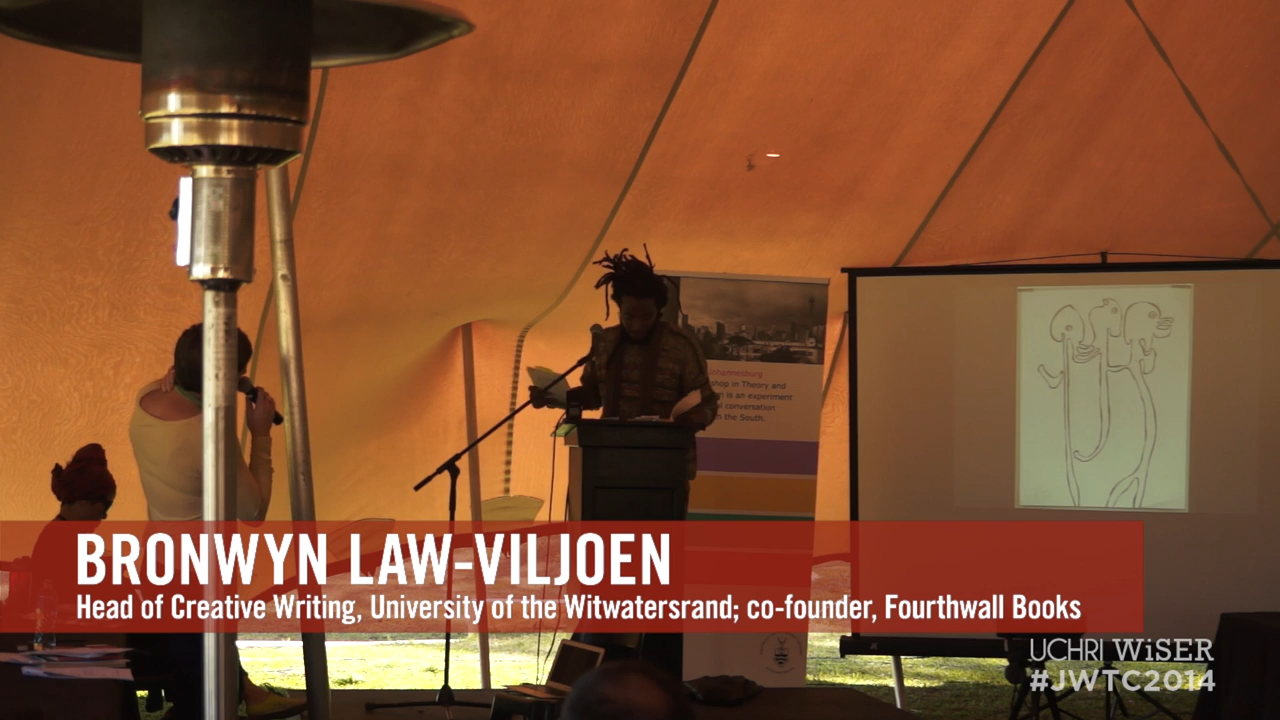 Johannesburg
shop in Theory and
is an experiment
conversation
the South.
BRONWYN LAW-VILJOEN
Head of Creative Writing, University of the Witwatersrand; co-founder, Fourthwall Books
UCHRI WiSER
#JWTC2014